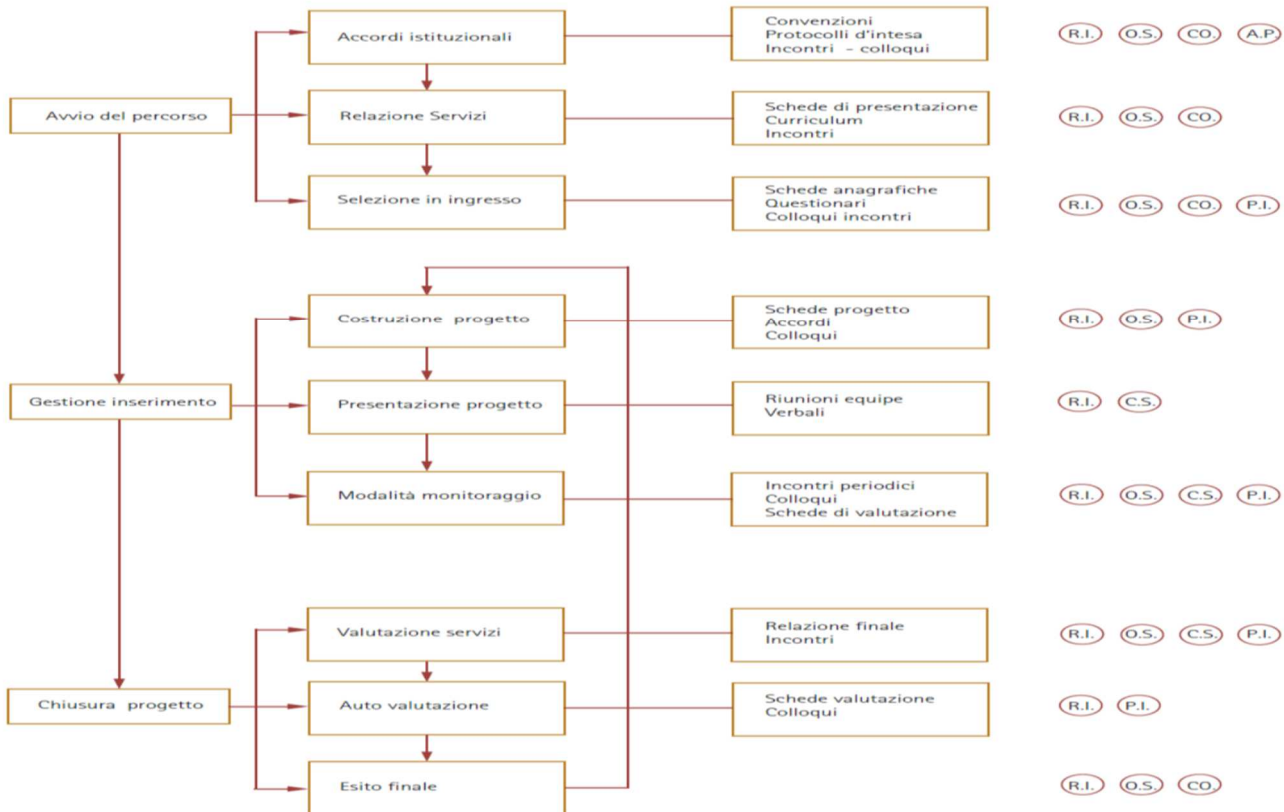 Accordi istituzionali
Convenzioni
Protocolli d'intesa
Incontri - colloqui
R.I. O.S. CO. A.P.
Avvio del percorso
Relazione Servizi
Schede di presentazione
Curriculum
Incontri
R.I. O.S. CO.
Selezione in ingresso
Schede anagrafiche
Questionari
Colloqui incontri
R.I. O.S. CO. P.I.
Costruzione progetto
Schede progetto
Accordi
Colloqui
R.I. O.S. P.I.
Gestione inserimento
Presentazione progetto
Riunioni equipe
Verbali
R.I. C.S.
Modalità monitoraggio
Incontri periodici
Colloqui
Schede di valutazione
R.I. O.S. C.S. P.I.
Valutazione servizi
Relazione finale
Incontri
R.I. O.S. C.S. P.I.
Chiusura progetto
Auto valutazione
Schede valutazione
Colloqui
R.I. P.I.
Esito finale
R.I. O.S. CO.